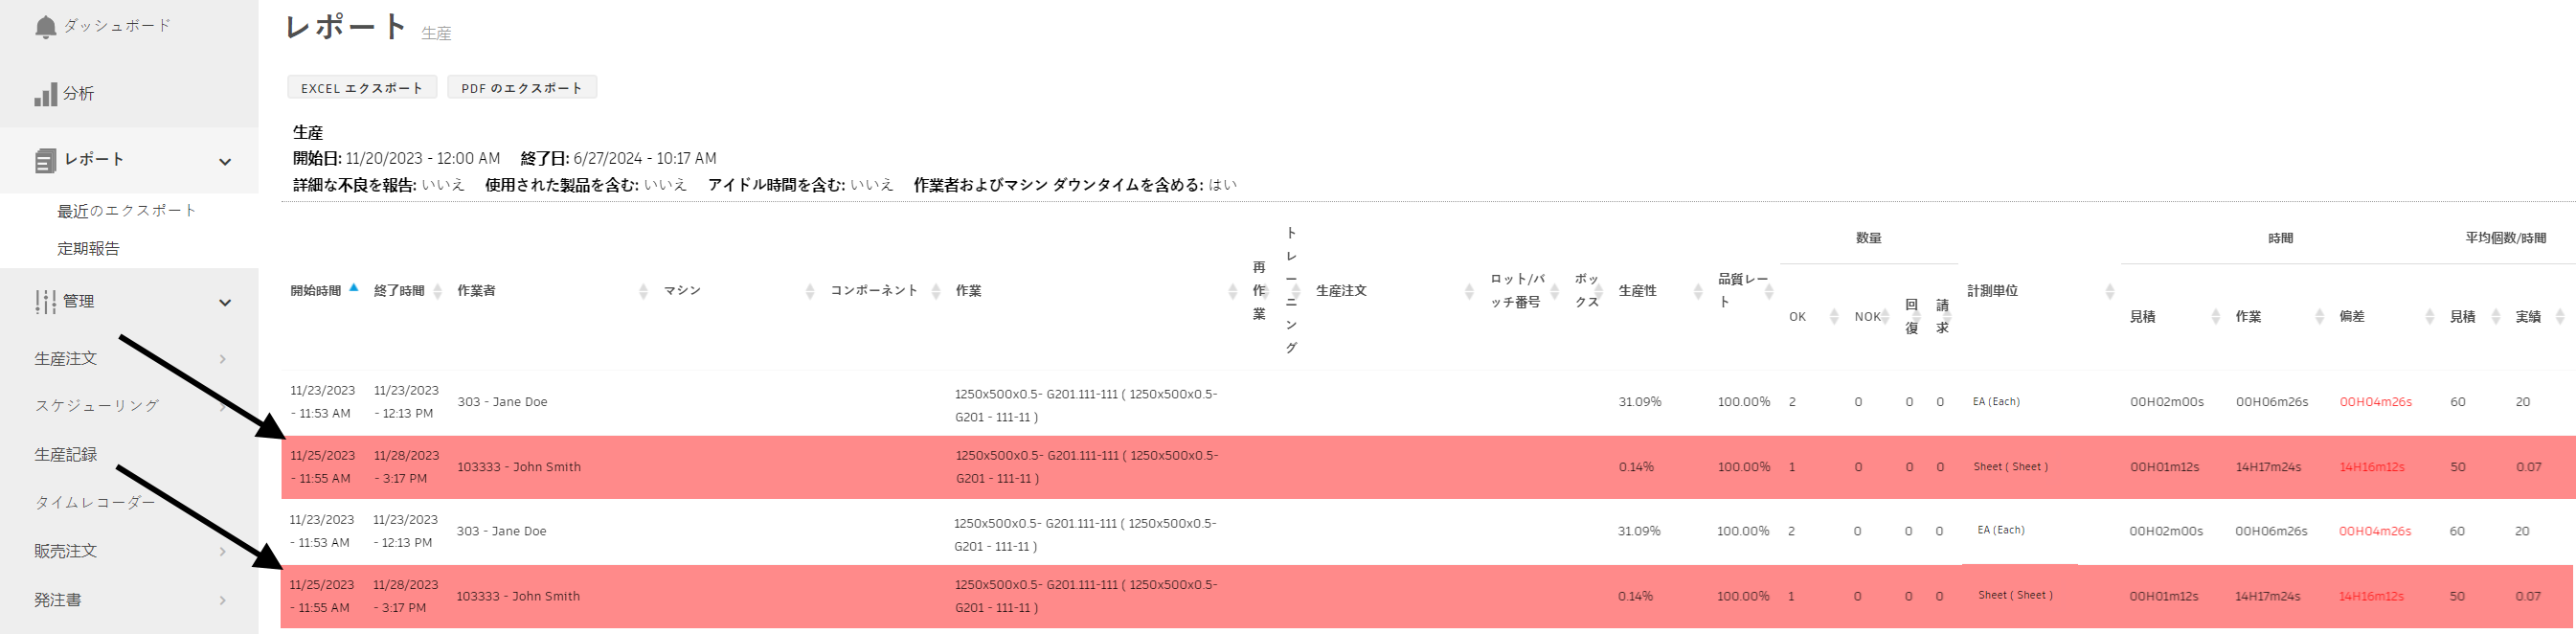 ダッシュボード
分析
レポート
最近のエクスポート
定期報告
管理
生産注文
スケジューリング
生産記録
タイムレコーダー
販売注文
発注書
レポート 生産
EXCEL エクスポート PDF のエクスポート
生産
開始日: 11/20/2023 - 12:00 AM 終了日: 6/27/2024 - 10:17 AM
詳細な不良を報告: いいえ 使用された製品を含む: いいえ アイドル時間を含む: いいえ 作業者およびマシン ダウンタイムを含める: はい
開始時間 終了時間 作業者 マシン コンポーネント 作業 再作業 トレーニング 生産注文 ロット/バッチ番号 ボックス 生産性 品質レート 数量 計測単位 時間 平均個数/時間
OK NOK 回復 請求 見積 作業 偏差 見積 実績
11/23/2023 - 11:53 AM 11/23/2023 - 12:13 PM 303 - Jane Doe 1250x500x0.5- G201.111-111 ( 1250x500x0.5- G201 - 111-11 ) 31.09% 100.00% 2 0 0 0 EA (Each) 00H02m00s 00H06m26s 00H04m26s 60 20
11/25/2023 - 11:55 AM 11/28/2023 - 3:17 PM 103333 - John Smith 1250x500x0.5- G201.111-111 ( 1250x500x0.5- G201 - 111-11 ) 0.14% 100.00% 1 0 0 0 Sheet ( Sheet ) 00H01m12s 14H17m24s 14H16m12s 50 0.07
11/23/2023 - 11:53 AM 11/23/2023 - 12:13 PM 303 - Jane Doe 1250x500x0.5- G201.111-111 ( 1250x500x0.5- G201 - 111-11 ) 31.09% 100.00% 2 0 0 0 EA (Each) 00H02m00s 00H06m26s 00H04m26s 60 20
11/25/2023 - 11:55 AM 11/28/2023 - 3:17 PM 103333 - John Smith 1250x500x0.5- G201.111-111 ( 1250x500x0.5- G201 - 111-11 ) 0.14% 100.00% 1 0 0 0 Sheet ( Sheet ) 00H01m12s 14H17m24s 14H16m12s 50 0.07